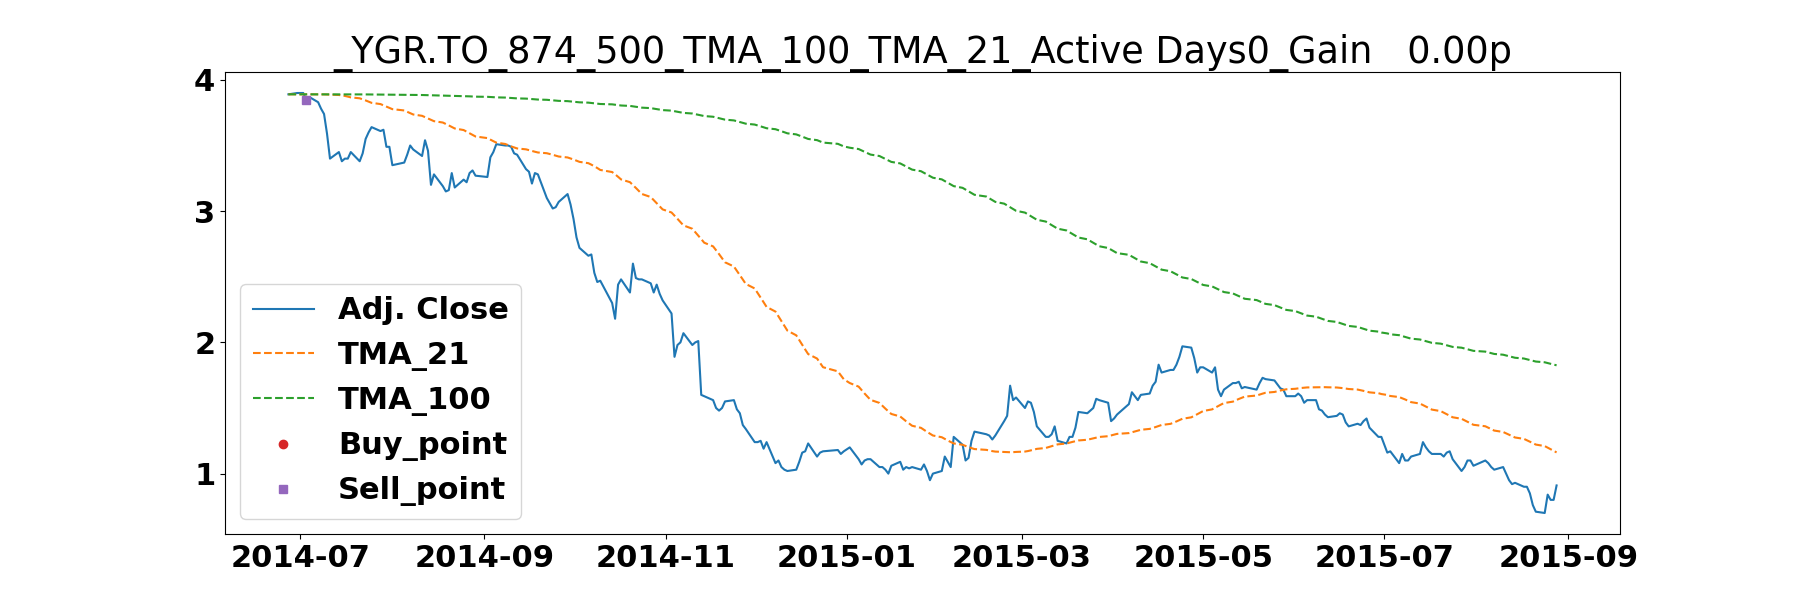 _YGR.TO_874_500_TMA_100_TMA_21_Active Days0_Gain   0.00p
4
3
2
1
Adj. Close
TMA_21
TMA_100
Buy_point
Sell_point
2014-07 2014-09 2014-11 2015-01 2015-03 2015-05 2015-07 2015-09